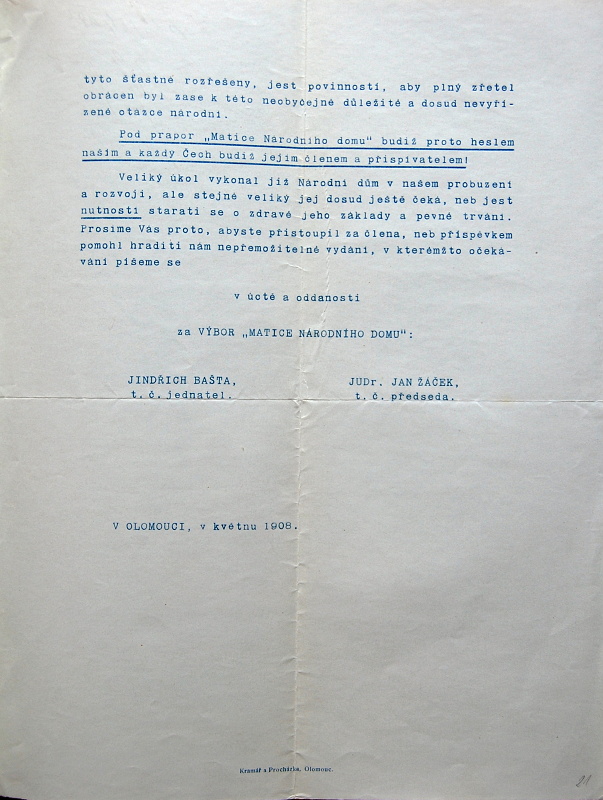 tyto šťastně rozřešeny, jest povinností, aby plný zřetel
obrácen byl zase k této neobyčejně důležité a dosud nevyří-
zené otázce národní.
Pod prapor „Matice Národního domu" budiž proto heslem
naším a každý Čech budiž jejím členem a přispívatelem!
Veliký úkol vykonal již Národní dům v našem probuzení
a rozvoji, ale stejně veliký jej dosud ještě čeká, neb jest
nutností starati se o zdravé jeho základy a pevné trvání.
Prosíme Vás proto, abyste přistoupil za člena, neb příspěvkem
pomohl hraditi nám nepřemožitelné vydání, v kterémžto očeká-
vání píšeme se
v úctě a oddanosti
za VÝBOR „MATICE NÁRODNÍHO DOMU":
JINDŘICH BAŠTA,
t. č. jednatel.
JUDr. JAN ŽÁČEK,
t. č. předseda.
V OLOMOUCI, v květnu 1908.
Kramář a Procházka, Olomouc.
21